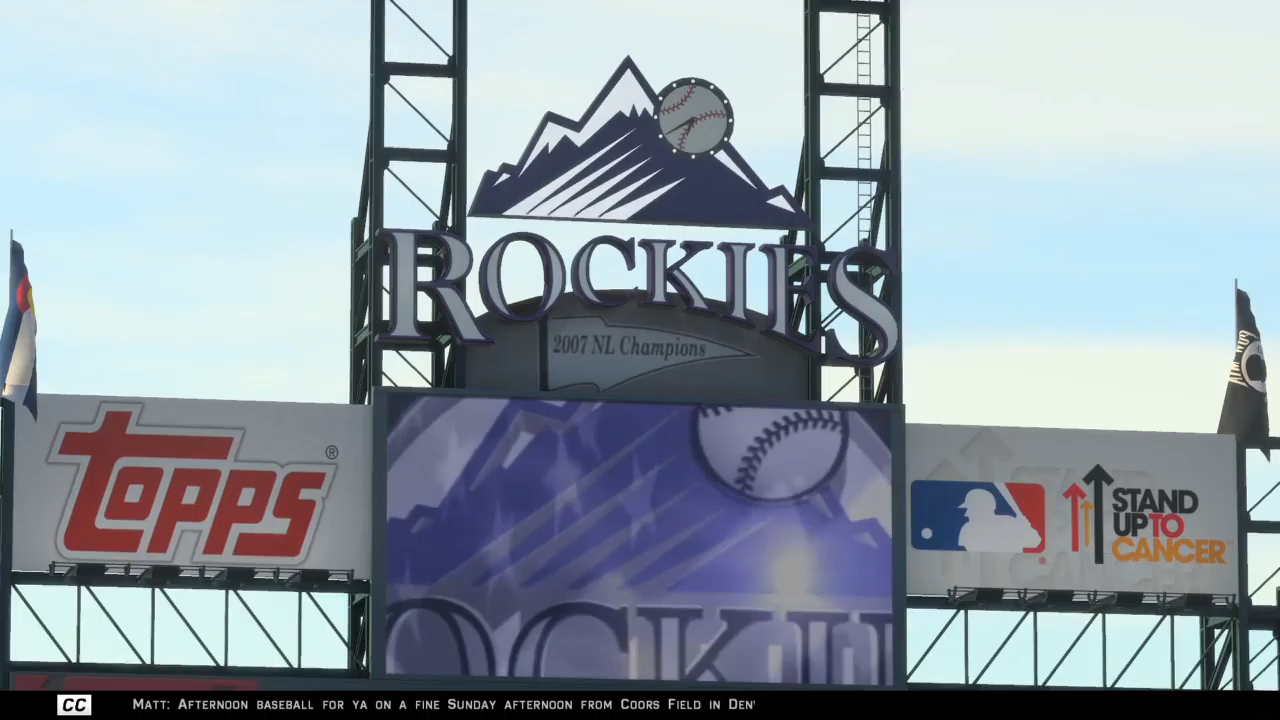 ROCKIES
2007 NL Champions
TOPPS®
OCKI
STAND
UP TO
CANCER
CC
MATT: AFTERNOON BASEBALL FOR YA ON A FINE SUNDAY AFTERNOON FROM COORS FIELD IN DEN